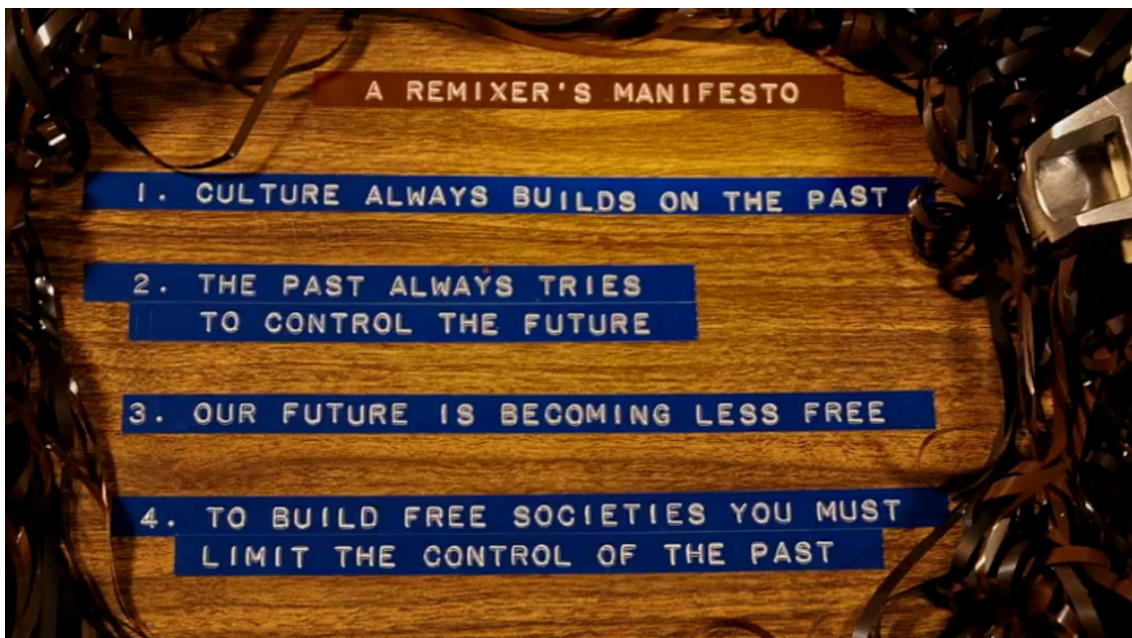 A REMIXER'S MANIFESTO
1. CULTURE ALWAYS BUILDS ON THE PAST
2. THE PAST ALWAYS TRIES
TO CONTROL THE FUTURE
3. OUR FUTURE IS BECOMING LESS FREE
4. TO BUILD FREE SOCIETIES YOU MUST
LIMIT THE CONTROL OF THE PAST